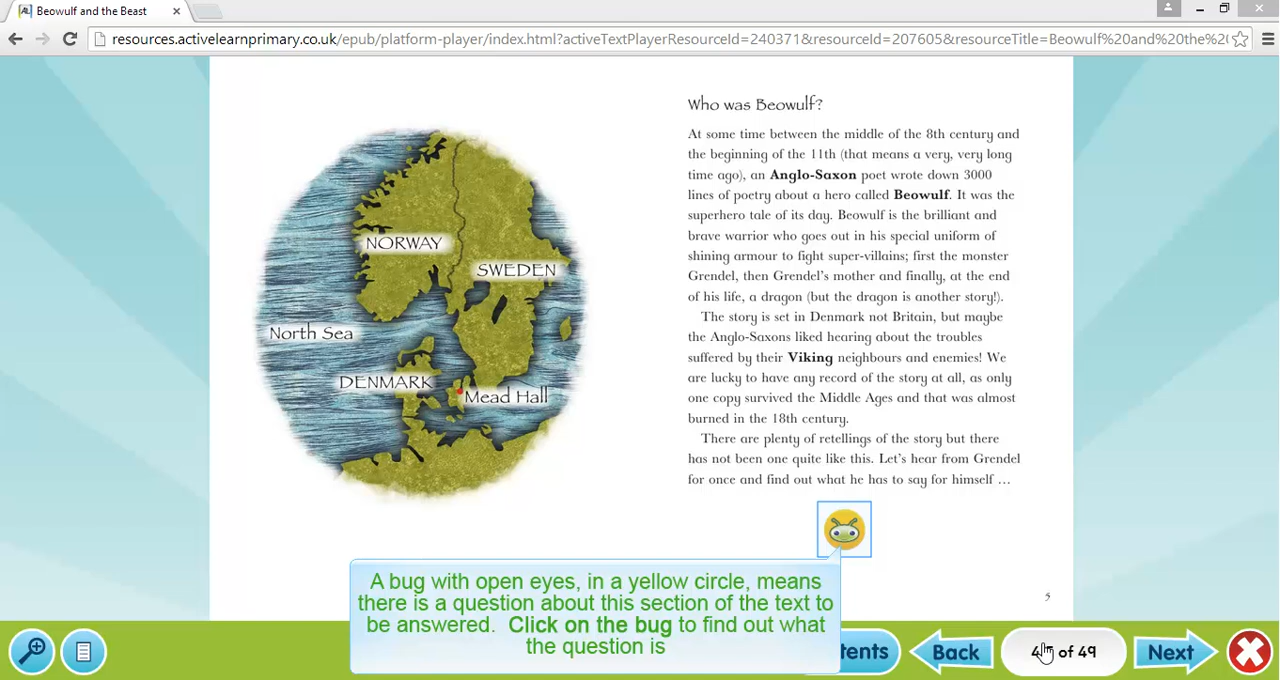 Beowulf and the Beast
resources.activelearnprimary.co.uk/epub/platform-player/index.html?activeTextPlayerResourceId=240371&resourceId=207605&resourceTitle=Beowulf%20and%20the%20
NORWAY
SWEDEN
North Sea
DENMARK
Mead Hall
Who was Beowulf?
At some time between the middle of the 8th century and
the beginning of the 11th (that means a very, very long
time ago), an Anglo-Saxon poet wrote down 3000
lines of poetry about a hero called Beowulf. It was the
superhero tale of its day. Beowulf is the brilliant and
brave warrior who goes out in his special uniform of
shining armour to fight super-villains; first the monster
Grendel, then Grendel's mother and finally, at the end
of his life, a dragon (but the dragon is another story!).
The story is set in Denmark not Britain, but maybe
the Anglo-Saxons liked hearing about the troubles
suffered by their Viking neighbours and enemies! We
are lucky to have any record of the story at all, as only
one copy survived the Middle Ages and that was almost
burned in the 18th century.
There are plenty of retellings of the story but there
has not been one quite like this. Let's hear from Grendel
for once and find out what he has to say for himself ...
5
A bug with open eyes, in a yellow circle, means
there is a question about this section of the text to
be answered. Click on the bug to find out what
the question is
Back
of 49
Next